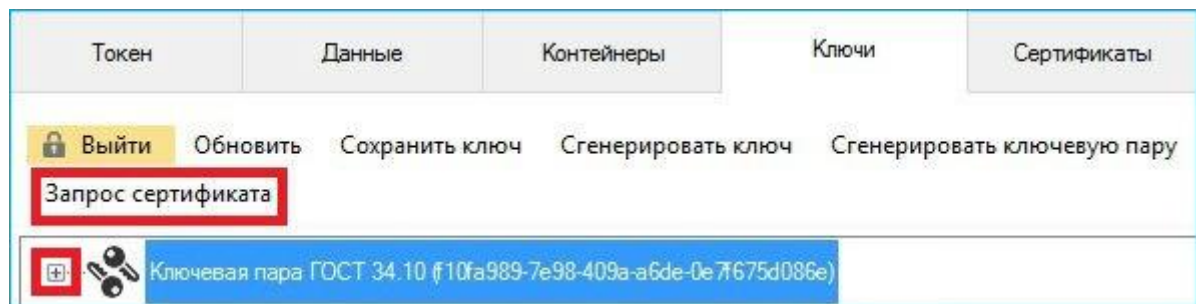 Токен Данные Контейнеры Ключи Сертификаты
Выйти Обновить Сохранить ключ Сгенерировать ключ Сгенерировать ключевую пару
Запрос сертификата
Ключевая пара ГОСТ 34.10 (f10fa989-7e98-409a-a6de-0e7f675d086e)